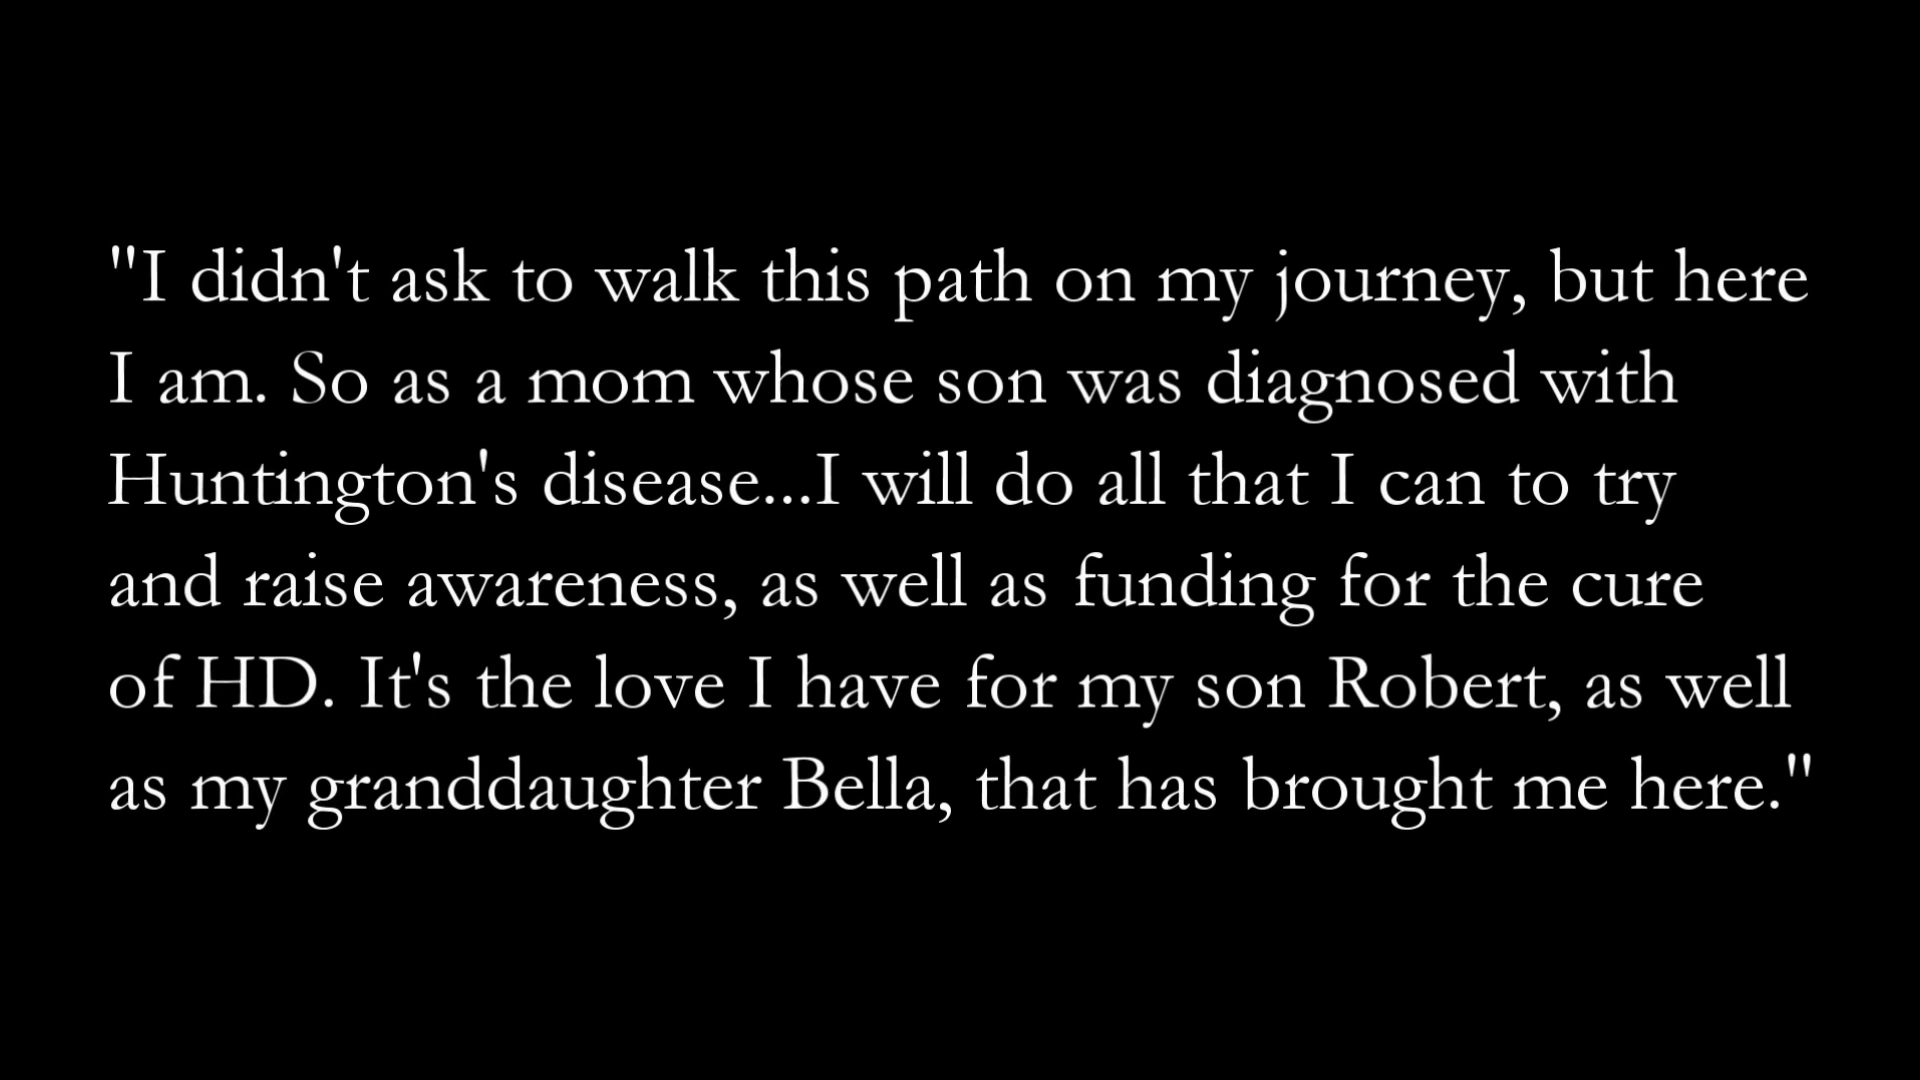 "I didn't ask to walk this path on my journey, but here
I am. So as a mom whose son was diagnosed with
Huntington's disease...I will do all that I can to try
and raise awareness, as well as funding for the cure
of HD. It's the love I have for my son Robert, as well
as my granddaughter Bella, that has brought me here."